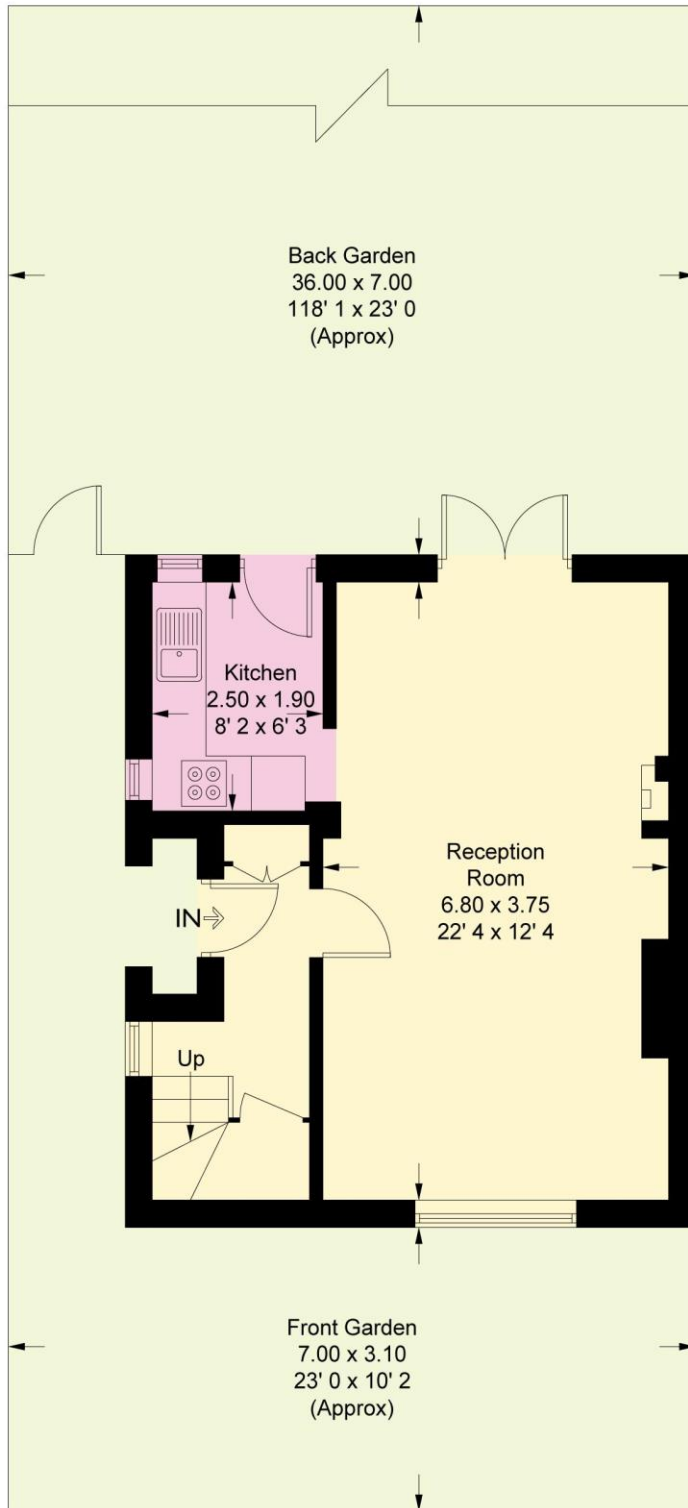 Back Garden
36.00 x 7.00
118' 1 x 23' 0
(Approx)
Kitchen
2.50 x 1.90
8' 2 x 6' 3
Reception
Room
6.80 x 3.75
22' 4 x 12' 4
IN
Up
Front Garden
7.00 x 3.10
23' 0 x 10' 2
(Approx)